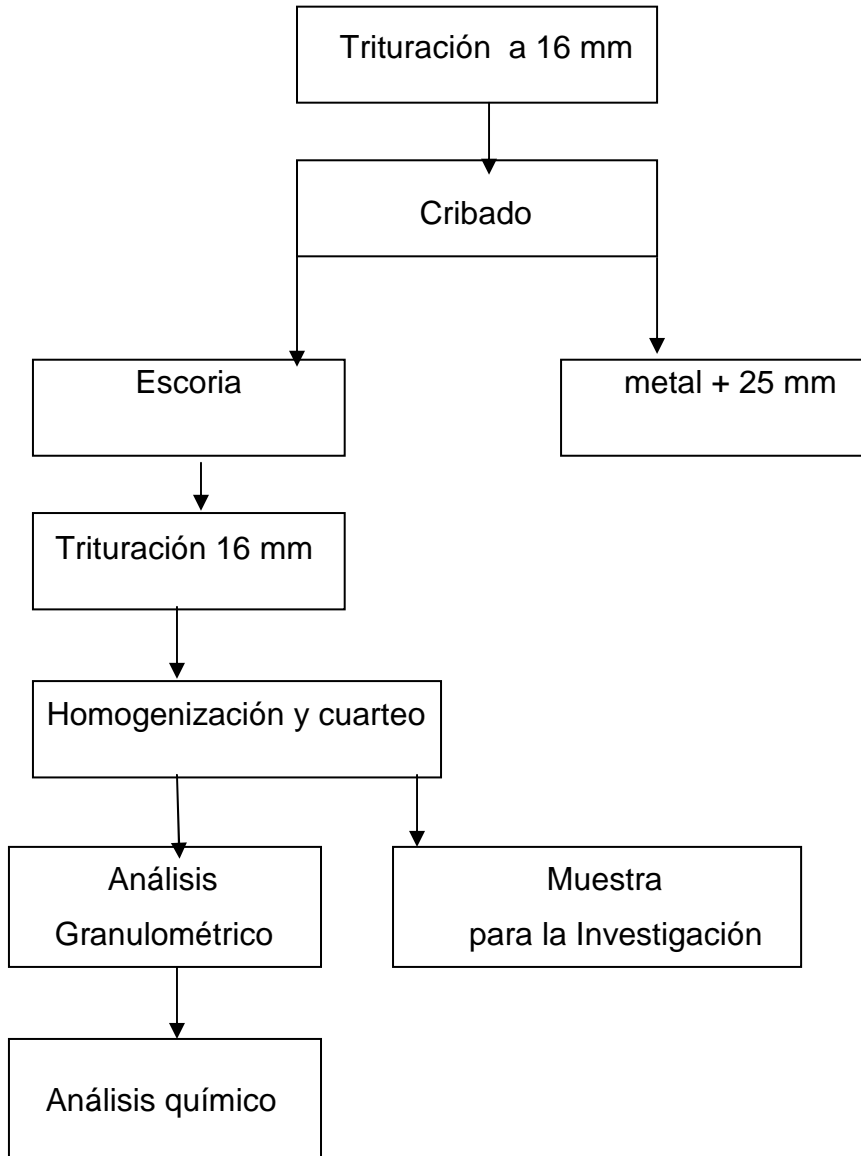 Trituración a 16 mm
Cribado
Escoria
metal + 25 mm
Trituración 16 mm
Homogenización y cuarteo
Análisis
Granulométrico
Muestra
para la Investigación
Análisis químico